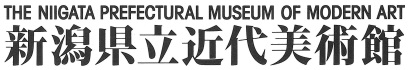 THE NIIGATA PREFECTURAL MUSEUM OF MODERN ART
新潟県立近代美術館